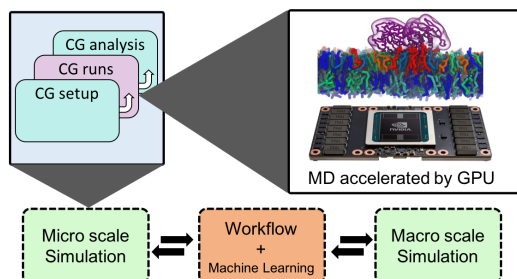 CG analysis
CG runs
CG setup
NVIDIA
MD accelerated by GPU
Micro scale
Simulation
Workflow
+
Machine Learning
Macro scale
Simulation